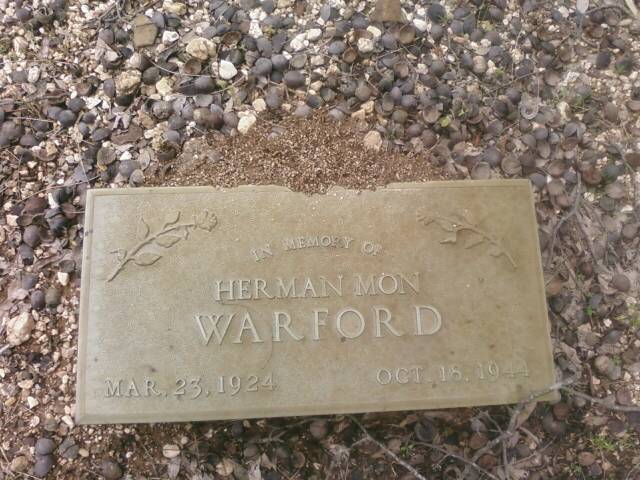 IN MEMORY OF
HERMAN MON
WARFORD
MAR. 23, 1924 OCT. 18, 1944